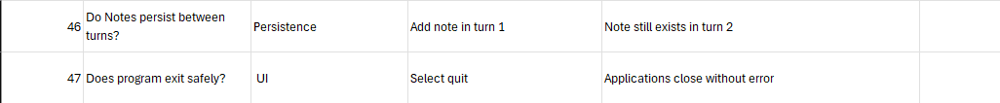 46 Do Notes persist between turns? Persistence Add note in turn 1 Note still exists in turn 2
47 Does program exit safely? UI Select quit Applications close without error